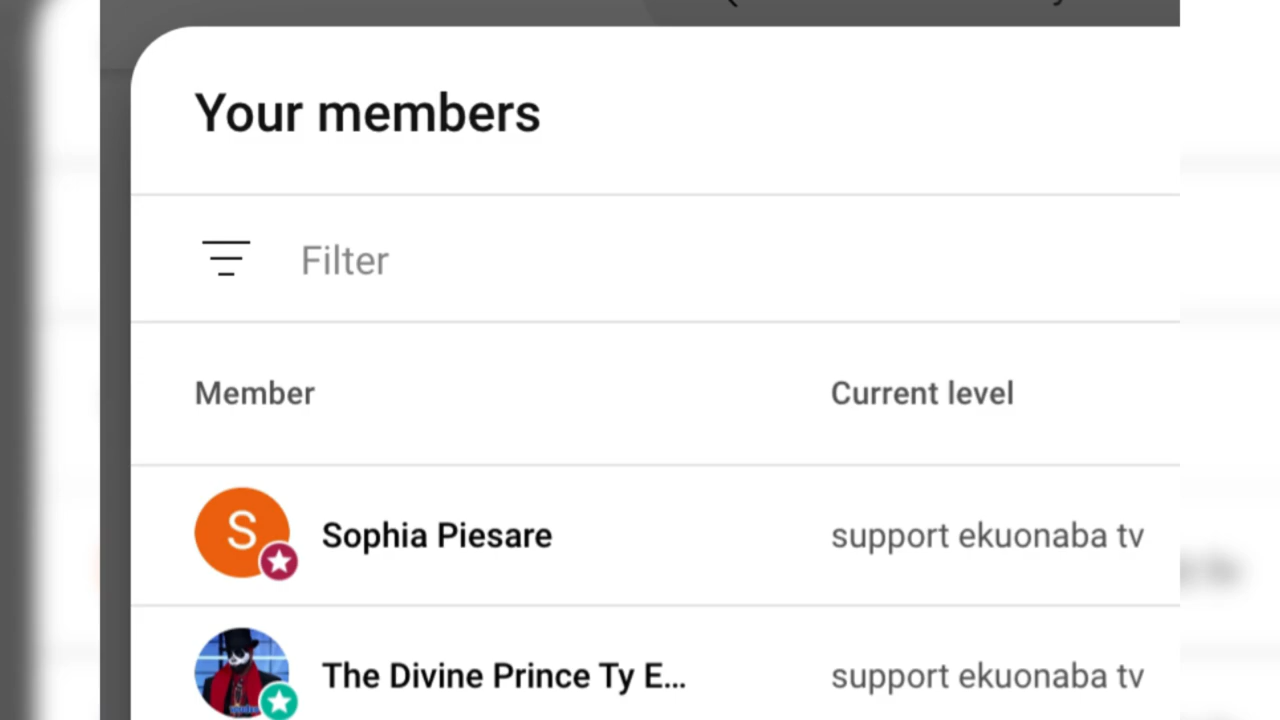 Your members
Filter
Member Current level
S
Sophia Piesare support ekuonaba tv
The Divine Prince Ty E... support ekuonaba tv